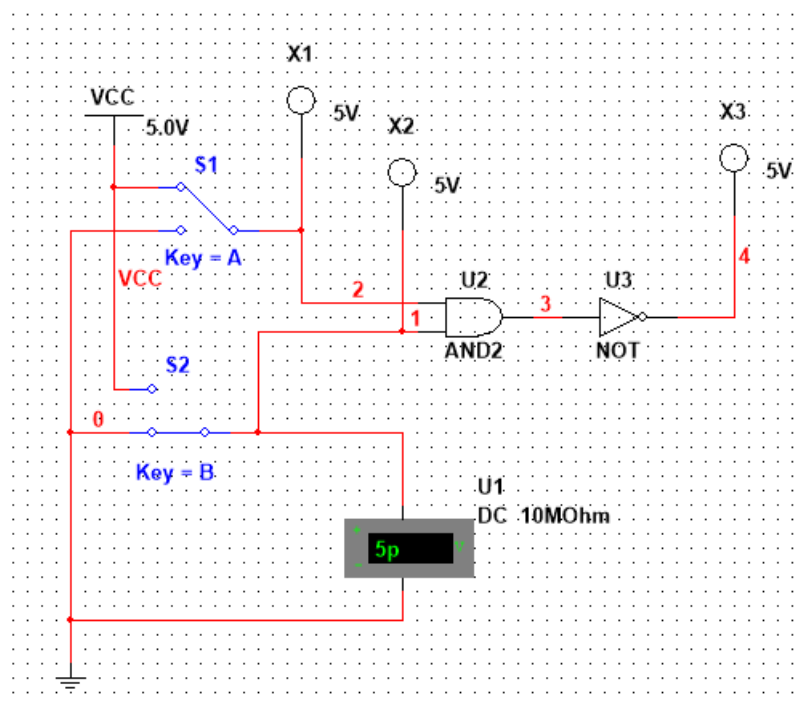 X1
VCC
5V
5.0V
X2
X3
S1
5V
5V
Key = A
VCC
2
U2
3
U3
4
1
AND2
NOT
S2
0
Key = B
U1
DC 10MOhm
+
5p
V
-